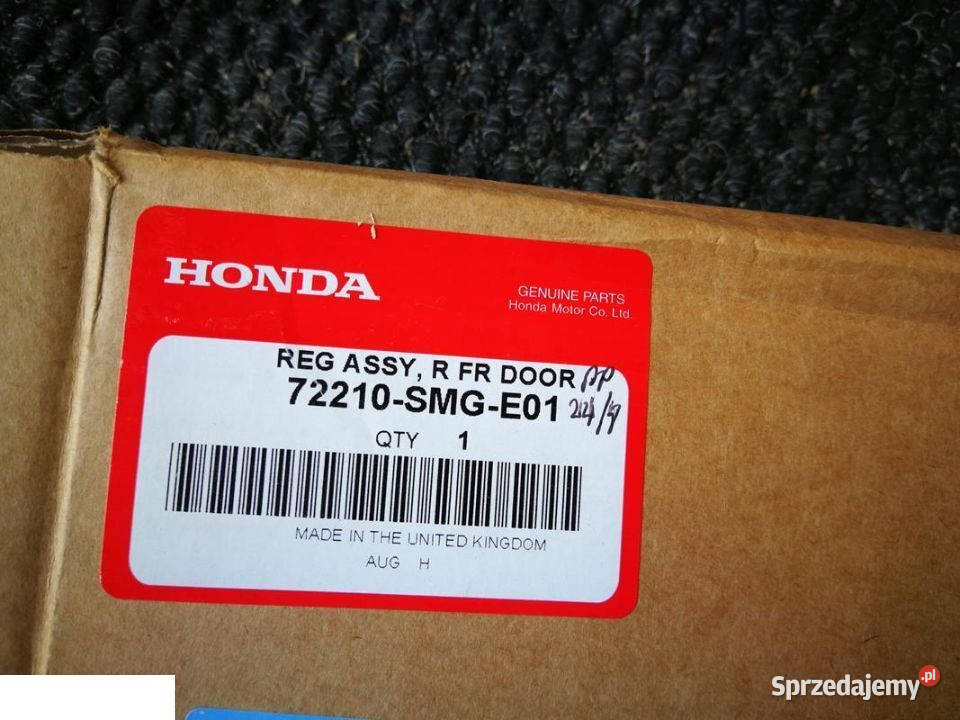 HONDA
GENUINE PARTS
Honda Motor Co. Ltd.
REG ASSY, R FR DOOR
72210-SMG-E01
QTY 1
MADE IN THE UNITED KINGDOM
AUG H
Sprzedajemy.pl